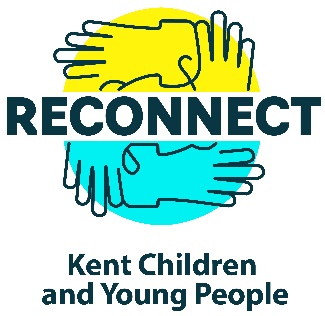 RECONNECT
Kent Children
and Young People